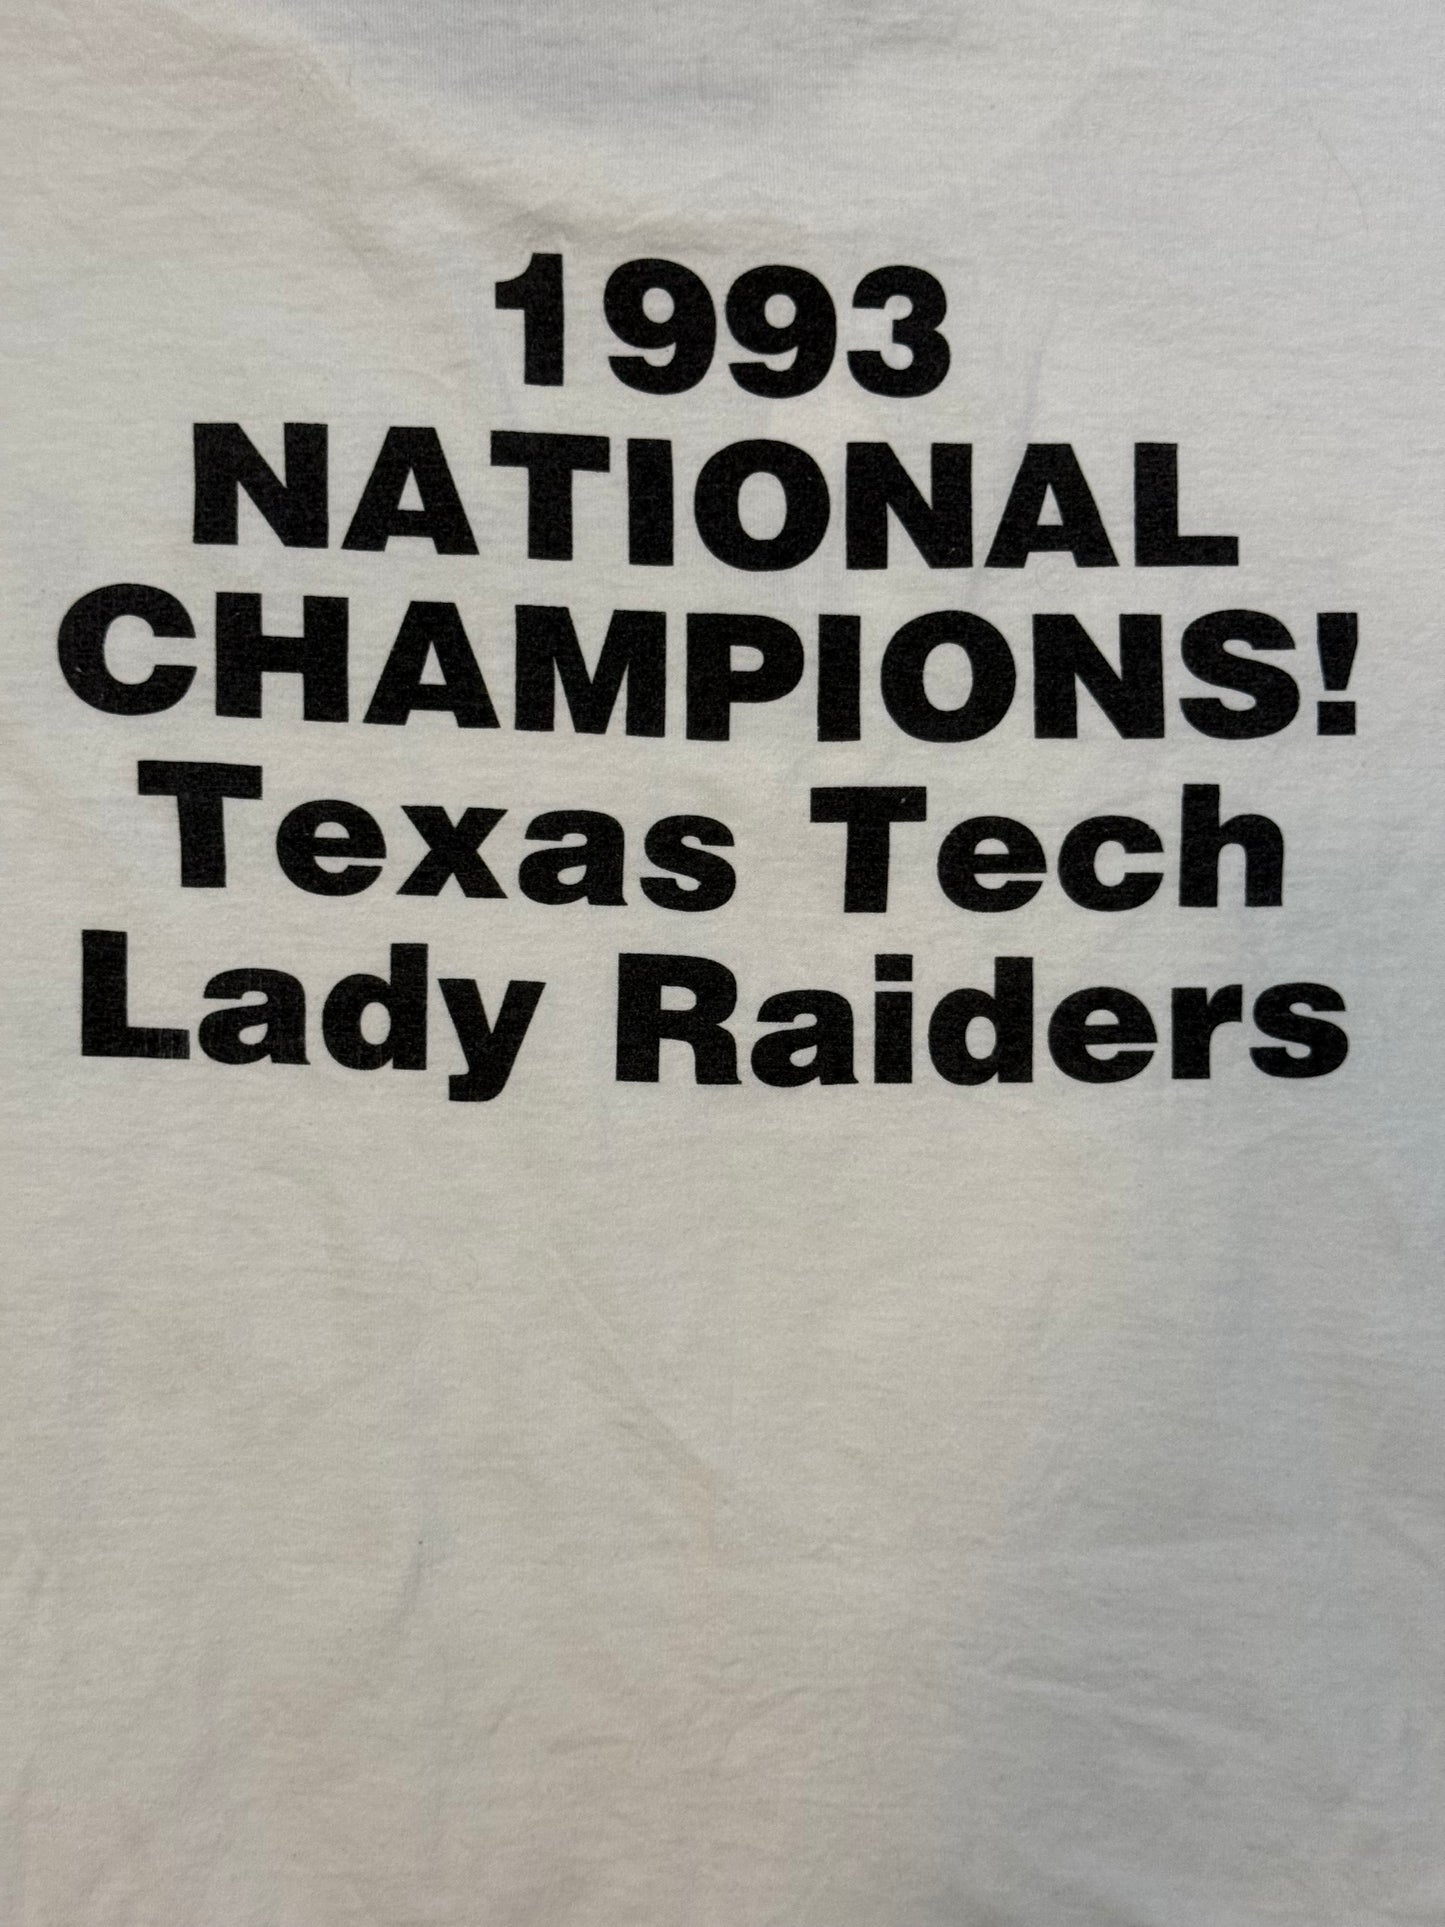 1993
NATIONAL
CHAMPIONS!
Texas Tech
Lady Raiders